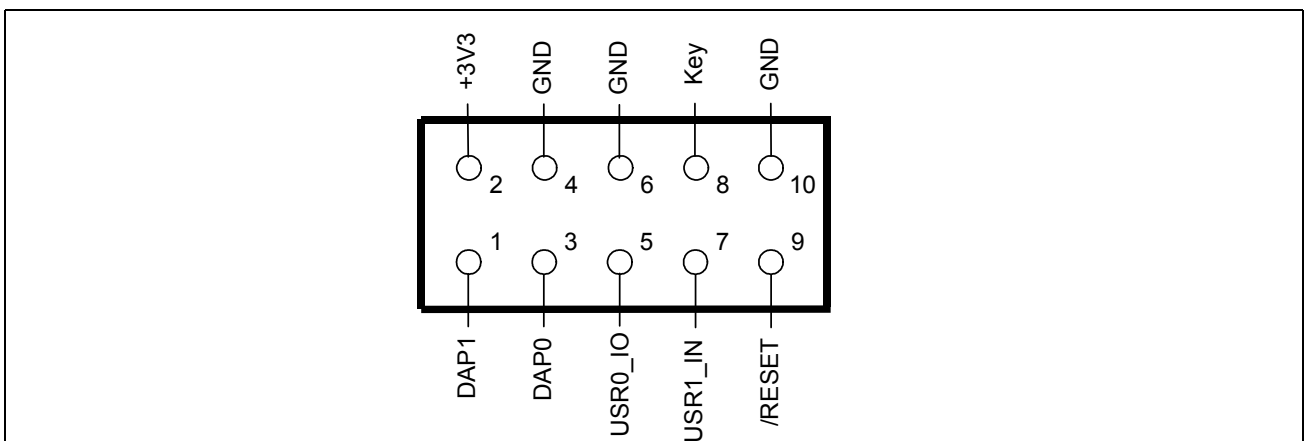 +3V3
GND
GND
Key
GND
2
4
6
8
10
1
3
5
7
9
DAP1
DAP0
USR0_IO
USR1_IN
/RESET